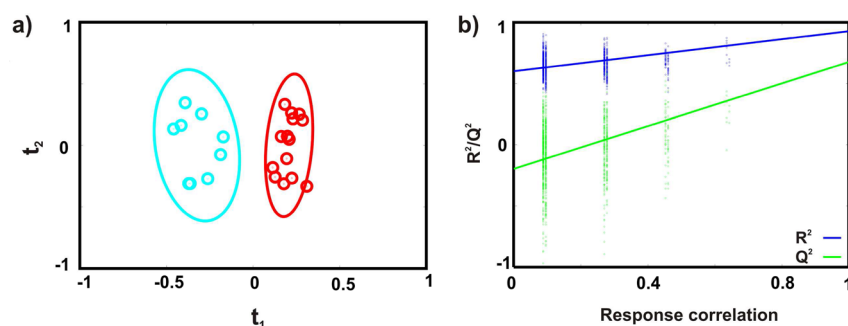 a)
1
0
-1
t2
-1
-0.5
0
0.5
1
t1
b)
1
0
-1
R²/Q²
R²
Q²
0
0.4
0.8
1
Response correlation